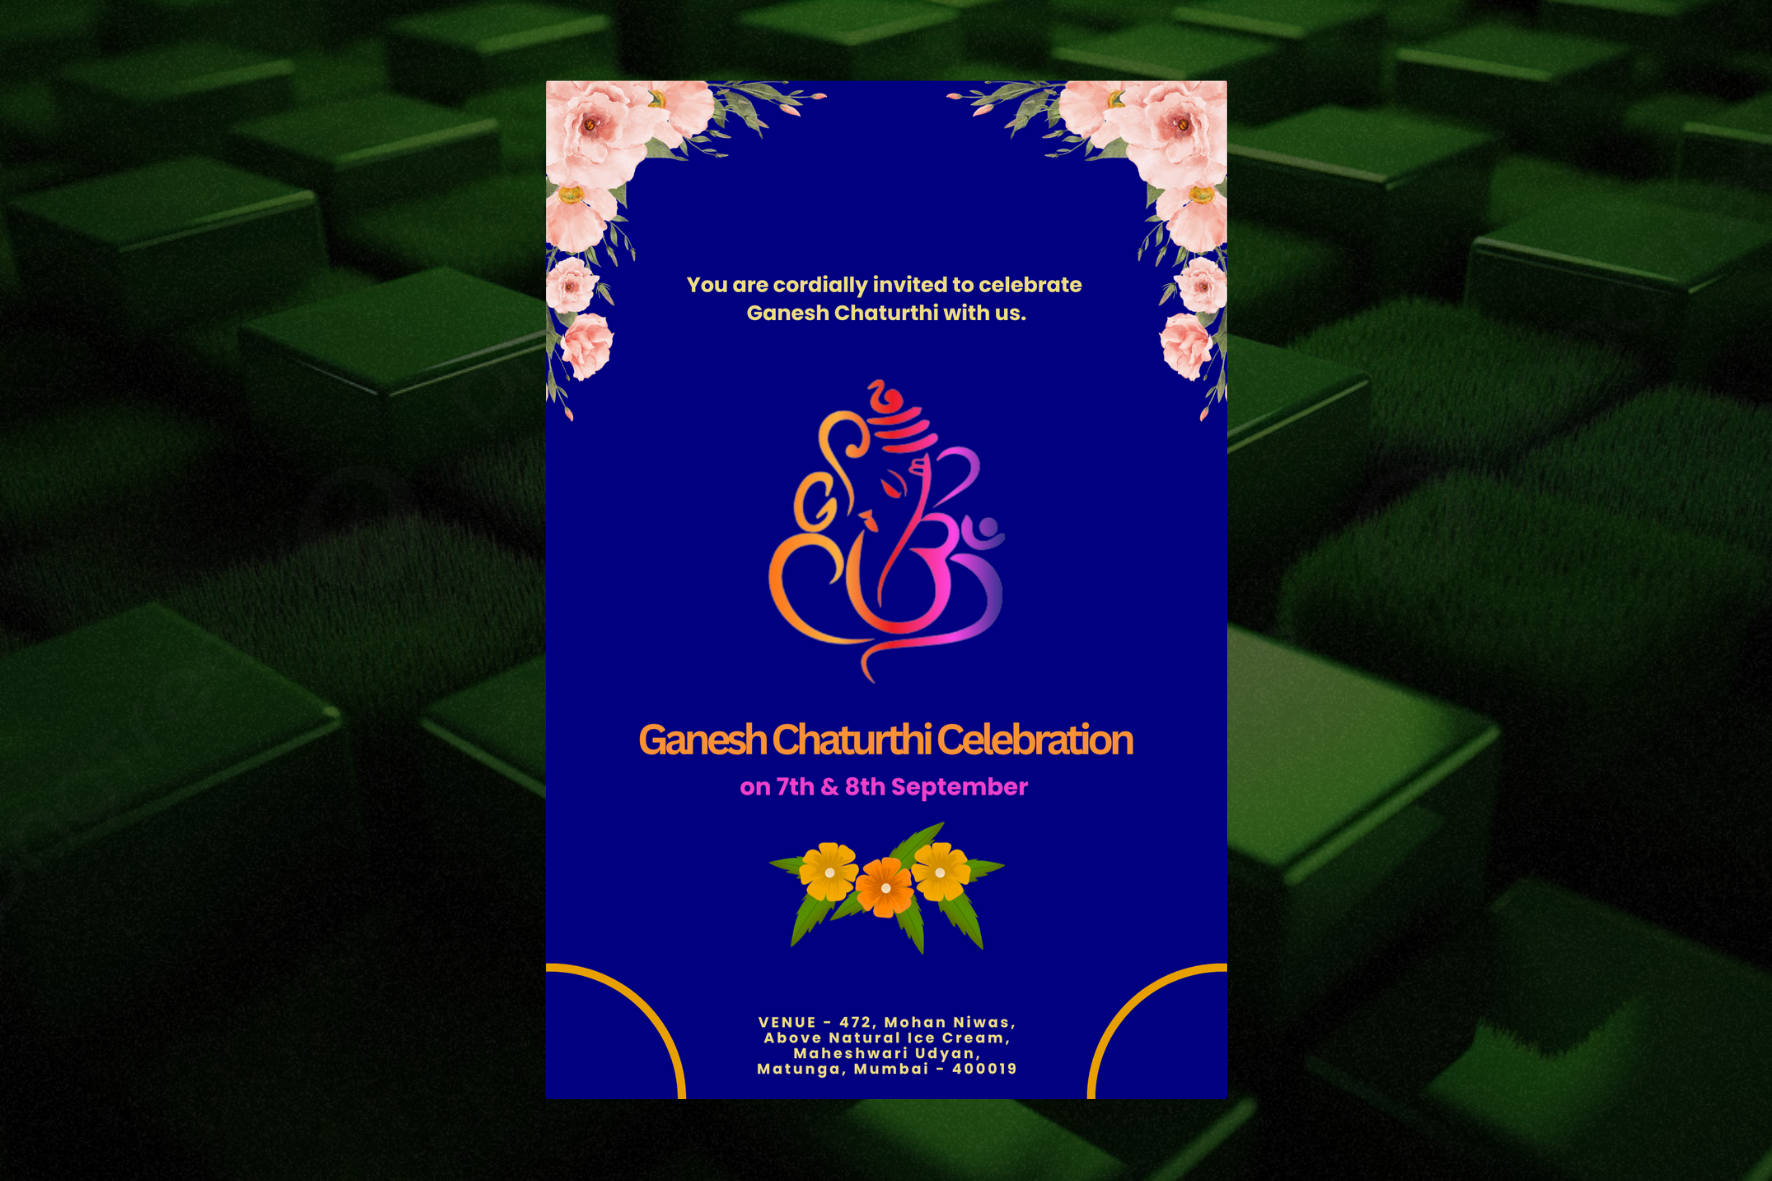 You are cordially invited to celebrate
Ganesh Chaturthi with us.
Ganesh Chaturthi Celebration
on 7th & 8th September
VENUE - 472, Mohan Niwas,
Above Natural Ice Cream,
Maheshwari Udyan,
Matunga, Mumbai - 400019